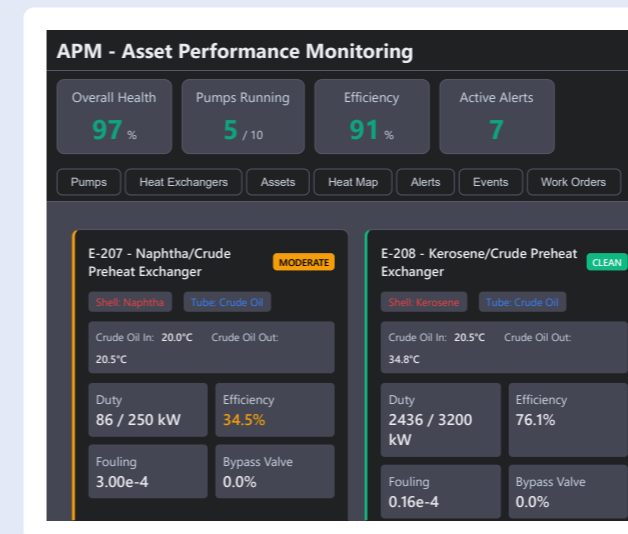 APM - Asset Performance Monitoring
Overall Health
97 %
Pumps Running
5 / 10
Efficiency
91 %
Active Alerts
7
Pumps
Heat Exchangers
Assets
Heat Map
Alerts
Events
Work Orders
E-207 - Naphtha/Crude
Preheat Exchanger
MODERATE
Shell: Naphtha
Tube: Crude Oil
Crude Oil In: 20.0°C Crude Oil Out:
20.5°C
Duty
86 / 250 kW
Efficiency
34.5%
Fouling
3.00e-4
Bypass Valve
0.0%
E-208 - Kerosene/Crude Preheat
Exchanger
CLEAN
Shell: Kerosene
Tube: Crude Oil
Crude Oil In: 20.5°C Crude Oil Out:
34.8°C
Duty
2436 / 3200
kW
Efficiency
76.1%
Fouling
0.16e-4
Bypass Valve
0.0%